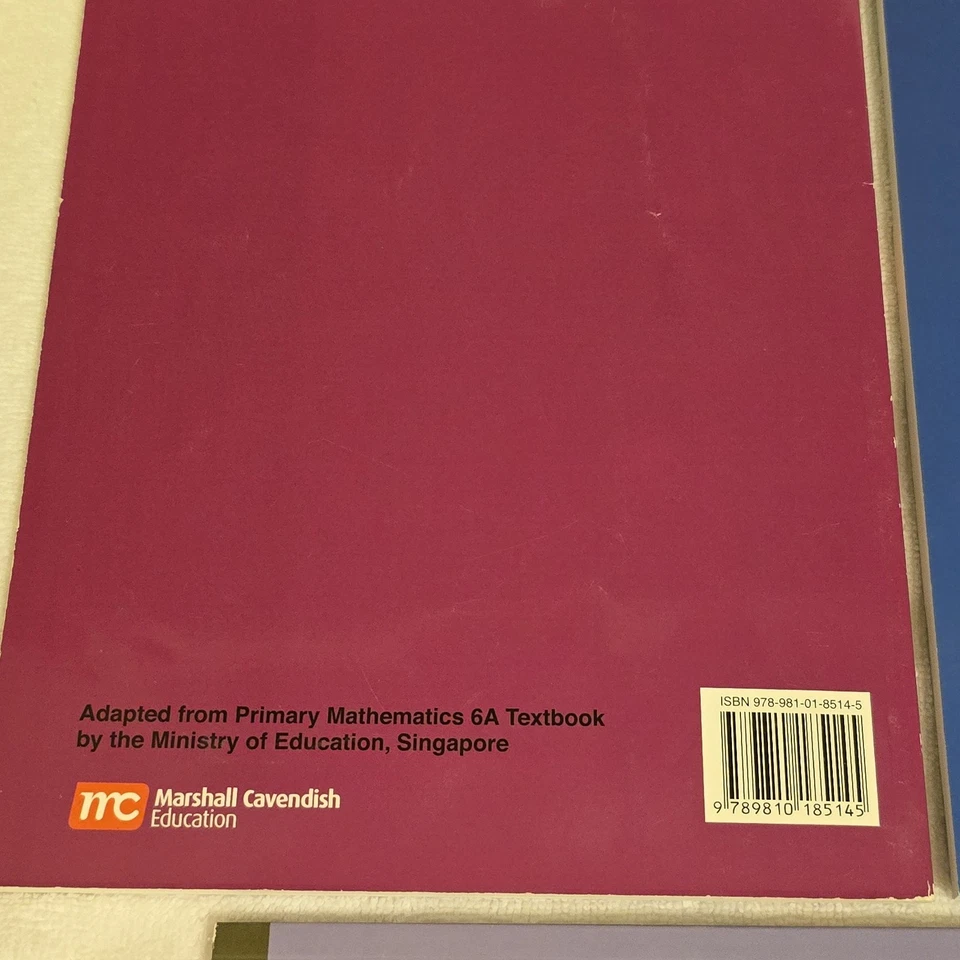 Adapted from Primary Mathematics 6A Textbook
by the Ministry of Education, Singapore
mc Marshall Cavendish
Education
ISBN 978-981-01-8514-5
9 789810 185145